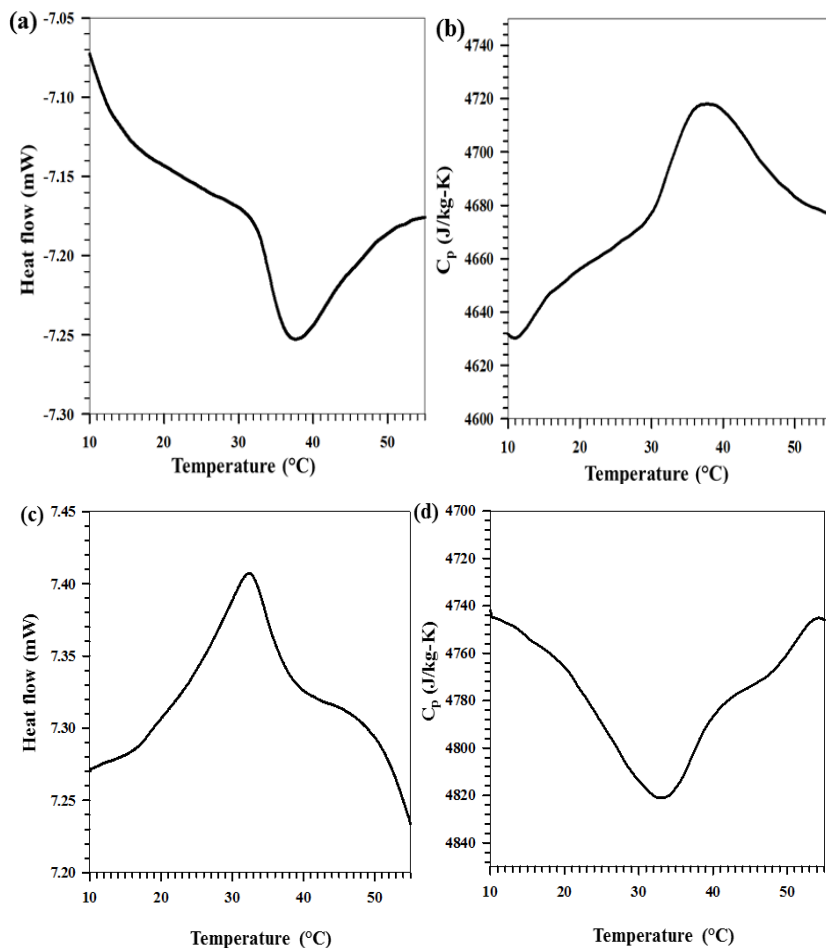 (a)
-7.05
-7.10
-7.15
-7.20
-7.25
-7.30
Heat flow (mW)
10 20 30 40 50
Temperature (°C)
(b)
4740
4720
4700
4680
4660
4640
4620
4600
Cp (J/kg-K)
10 20 30 40 50
Temperature (°C)
(c)
7.45
7.40
7.35
7.30
7.25
7.20
Heat flow (mW)
10 20 30 40 50
Temperature (°C)
(d)
4700
4720
4740
4760
4780
4800
4820
4840
Cp (J/kg-K)
10 20 30 40 50
Temperature (°C)